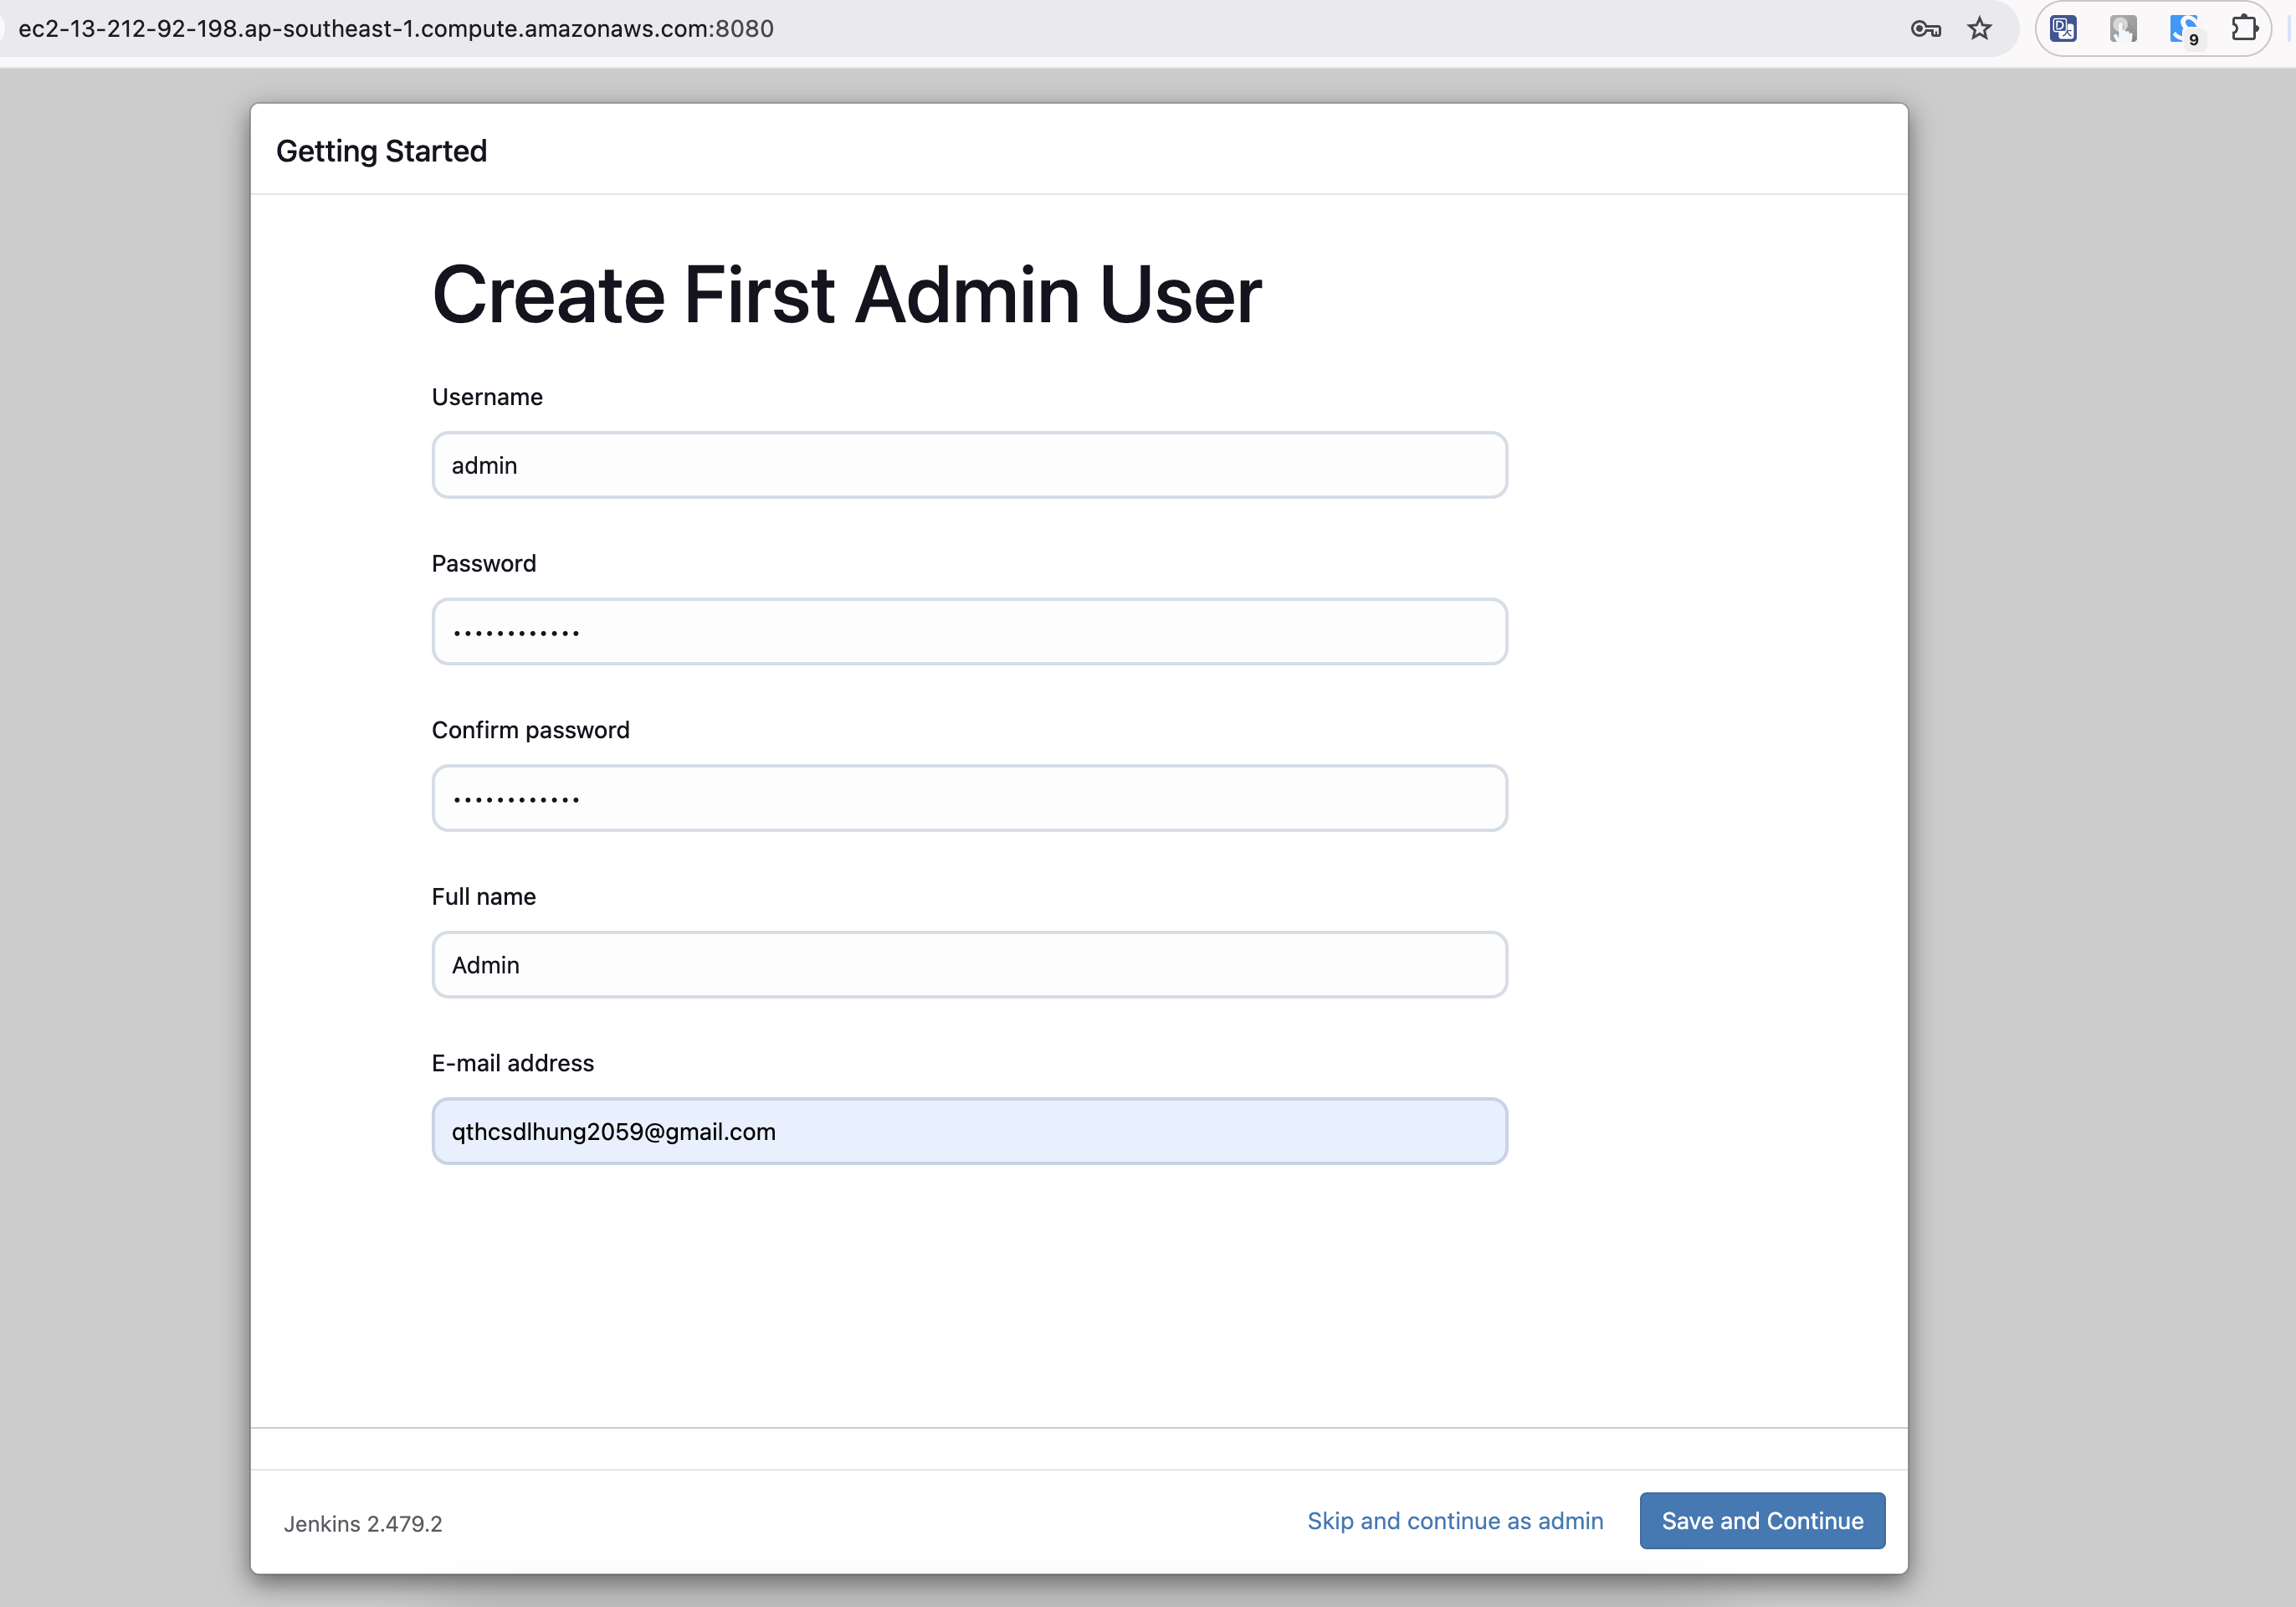 ec2-13-212-92-198.ap-southeast-1.compute.amazonaws.com:8080
9
Getting Started
Create First Admin User
Username
admin
Password
••••••••••••
Confirm password
••••••••••••
Full name
Admin
E-mail address
qthcsdlhung2059@gmail.com
Jenkins 2.479.2
Skip and continue as admin
Save and Continue